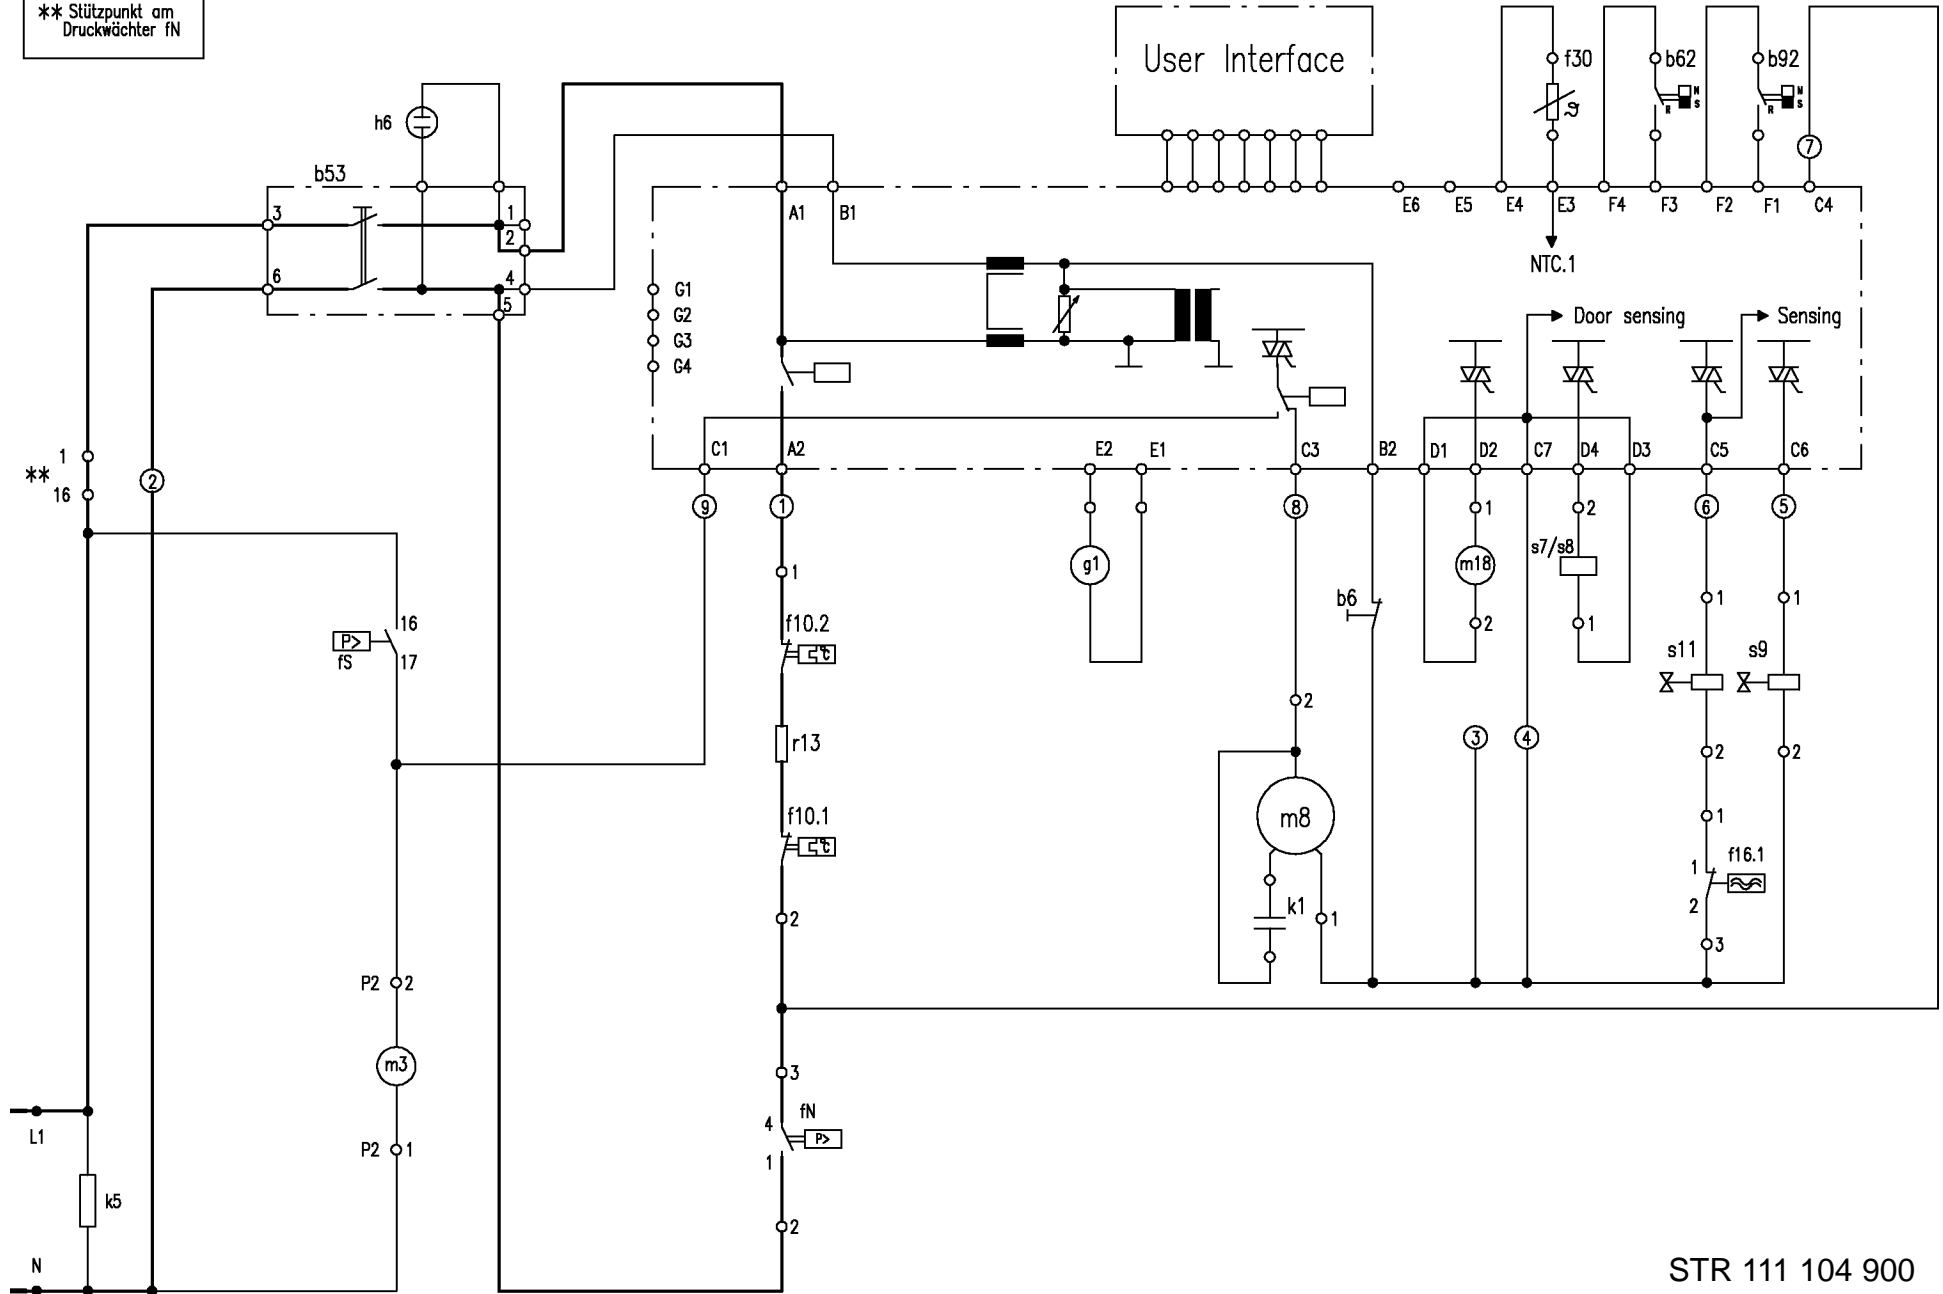 ** Stützpunkt am
Druckwächter fN
User Interface
f30
ϑ
b62
N
S
R
b92
N
S
R
7
h6
b53
3
1
2
6
4
5
A1
B1
E6
E5
E4
E3
F4
F3
F2
F1
C4
NTC.1
G1
G2
G3
G4
Door sensing
Sensing
C1
A2
E2
E1
C3
B2
D1
D2
C7
D4
D3
C5
C6
1
**
16
2
9
1
8
1
2
6
5
g1
m18
s7/s8
1
f10.2
°C
16
P>
fS
17
b6
2
1
1
1
s11
s9
2
r13
3
4
2
2
f10.1
°C
m8
1
f16.1
1
2
k1
2
1
3
P2
2
m3
3
fN
4
P>
1
L1
P2
1
k5
2
N
STR 111 104 900